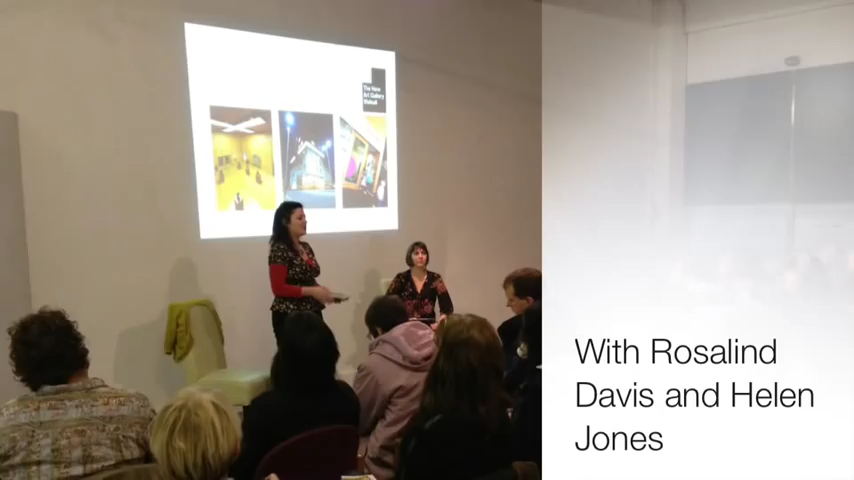 The New
Art Gallery
Walsall
With Rosalind
Davis and Helen
Jones